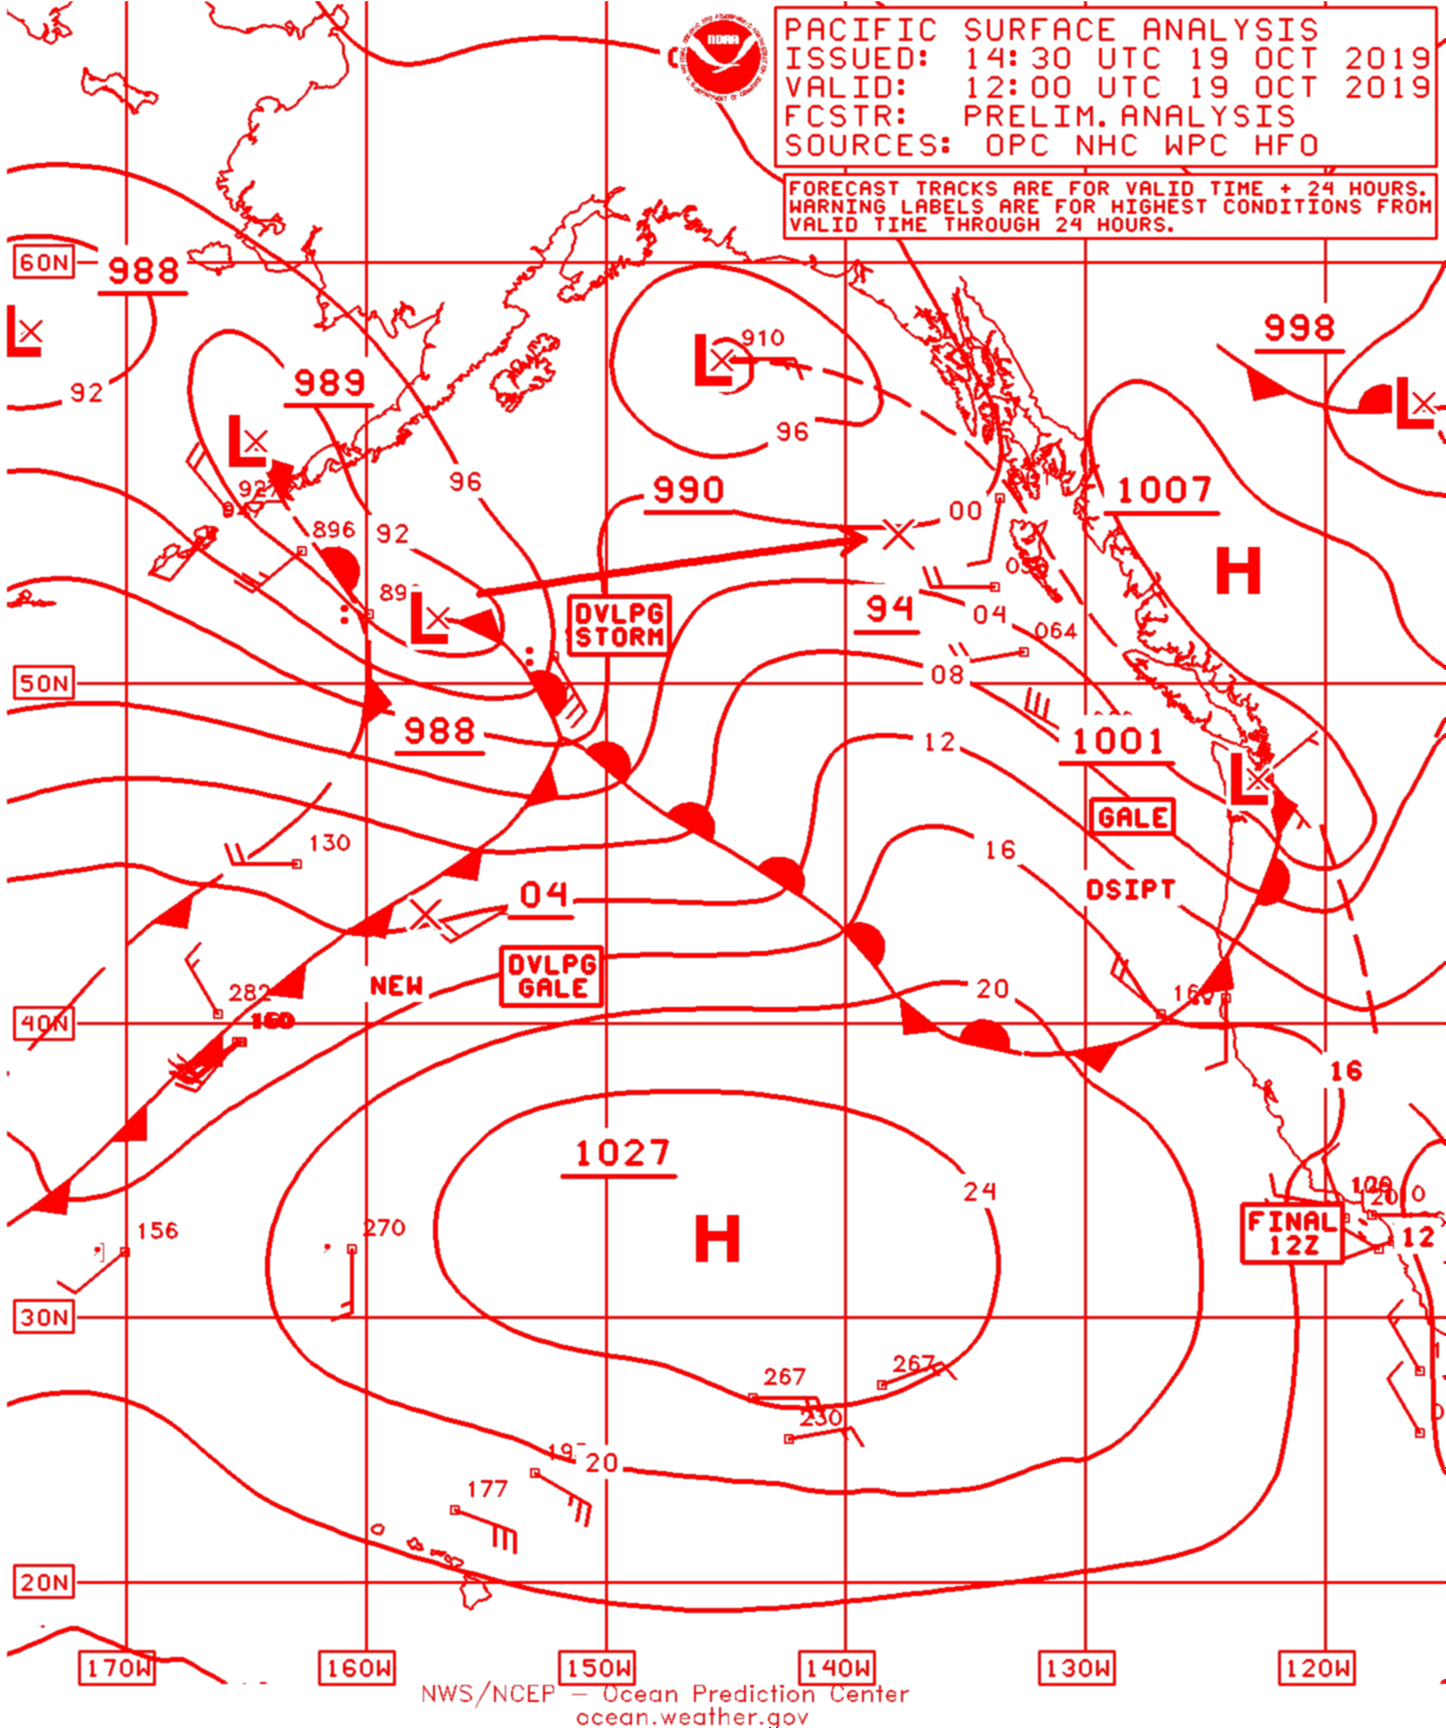 NOAA
PACIFIC SURFACE ANALYSIS
ISSUED: 14:30 UTC 19 OCT 2019
VALID: 12:00 UTC 19 OCT 2019
FCSTR: PRELIM. ANALYSIS
SOURCES: OPC NHC WPC HFO
FORECAST TRACKS ARE FOR VALID TIME + 24 HOURS.
WARNING LABELS ARE FOR HIGHEST CONDITIONS FROM
VALID TIME THROUGH 24 HOURS.
60N
988
L
998
L
910
92
989
L
96
L
96
990
00
1007
H
92
896
L
DVLPG
STORM
94
04
064
50N
08
988
12
1001
L
GALE
130
16
DSIPT
04
NEW
DVLPG
GALE
282
20
40N
160
16
1027
24
H
156
270
FINAL
12Z
12
30N
267
267
230
20
177
20N
170W
160W
150W
140W
130W
120W
NWS/NCEP – Ocean Prediction Center
ocean.weather.gov